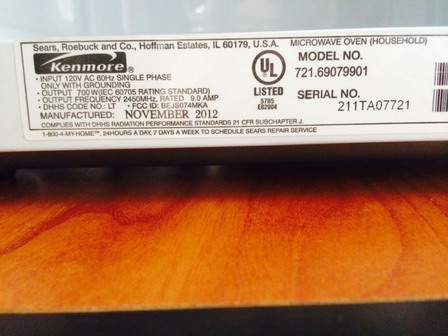 Sears, Roebuck and Co., Hoffman Estates, IL 60179, U.S.A.
MICROWAVE OVEN (HOUSEHOLD)
Kenmore®
• INPUT 120V AC 60Hz SINGLE PHASE
ONLY WITH GROUNDING
• OUTPUT 700 W(IEC 60705 RATING STANDARD)
• OUTPUT FREQUENCY 2450MHz, RATED 9.0 AMP
• DHHS CODE NO.: LT • FCC ID: BEJS074MKA
MANUFACTURED: NOVEMBER 2012
COMPLIES WITH DHHS RADIATION PERFORMANCE STANDARDS 21 CFR SUBCHAPTER J.
1-800-4-MY-HOME™, 24HOURS A DAY, 7 DAYS A WEEK TO SCHEDULE SEARS REPAIR SERVICE
UL
®
LISTED
57B5
E62904
MODEL NO.
721.69079901
SERIAL NO.
211TA07721